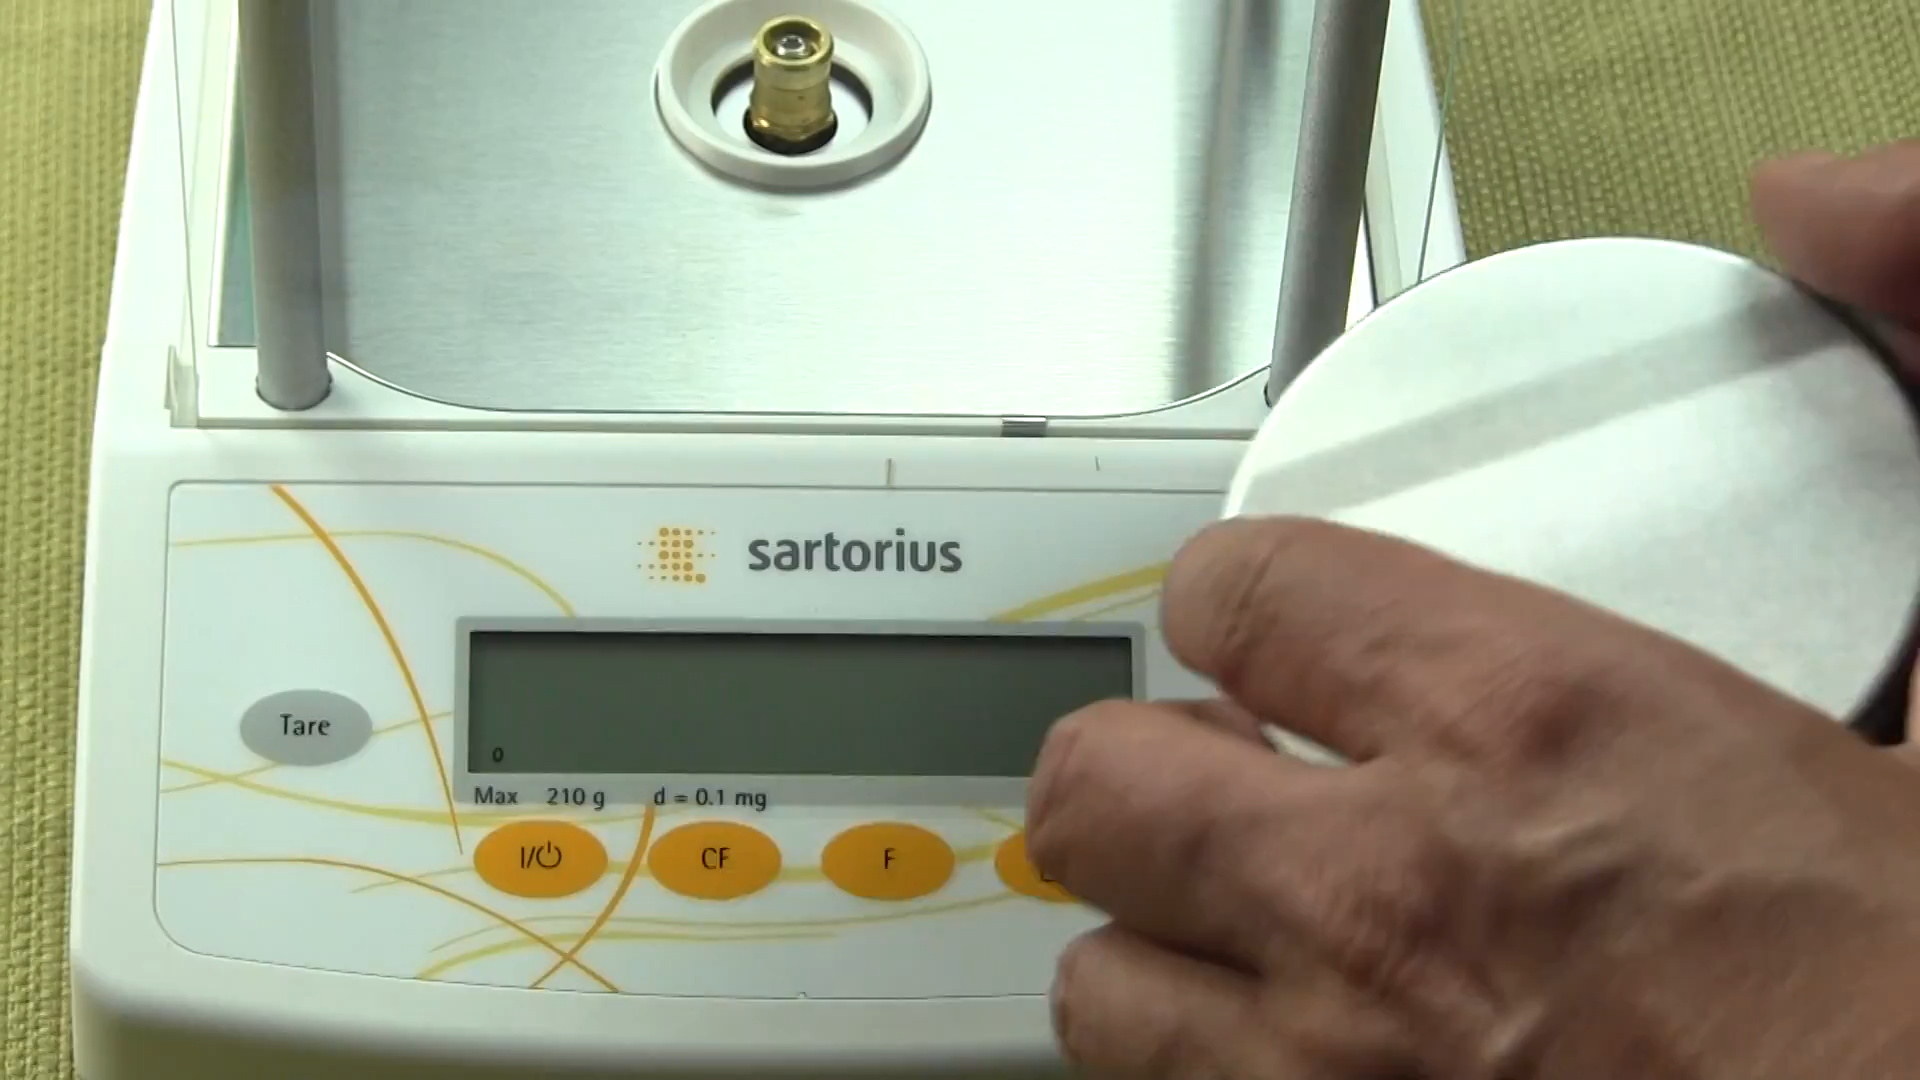 sartorius
Tare
0
Max 210 g d = 0.1 mg
I/⏻ CF F